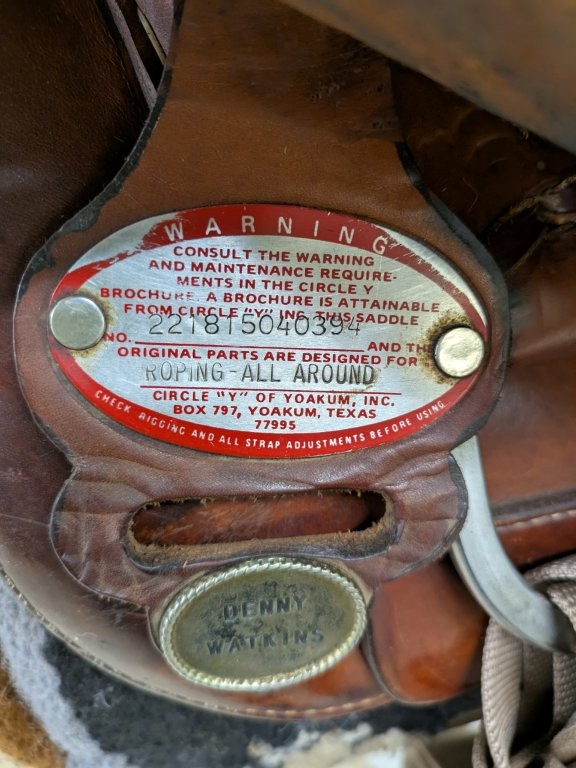 WARNING
CONSULT THE WARNING
AND MAINTENANCE REQUIRE-
MENTS IN THE CIRCLE Y
BROCHURE. A BROCHURE IS ATTAINABLE
FROM CIRCLE "Y" INC. THIS SADDLE
221815040394
NO. AND THE
ORIGINAL PARTS ARE DESIGNED FOR
ROPING-ALL AROUND
CIRCLE "Y" OF YOAKUM, INC.
BOX 797, YOAKUM, TEXAS
77995
CHECK RIGGING AND ALL STRAP ADJUSTMENTS BEFORE USING.
DENNY
WATKINS